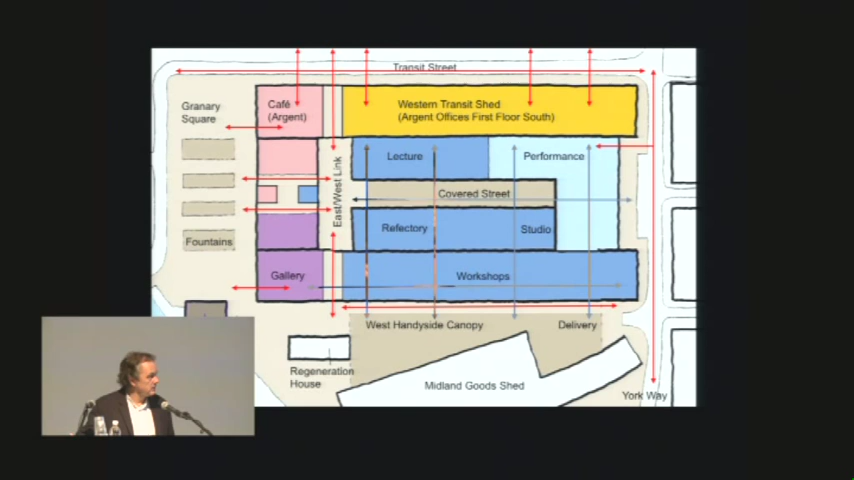 Transit Street
Granary
Square
Café
(Argent)
Western Transit Shed
(Argent Offices First Floor South)
Lecture
Performance
East/West Link
Covered Street
Refectory
Studio
Fountains
Gallery
Workshops
West Handyside Canopy
Delivery
Regeneration
House
Midland Goods Shed
York Way